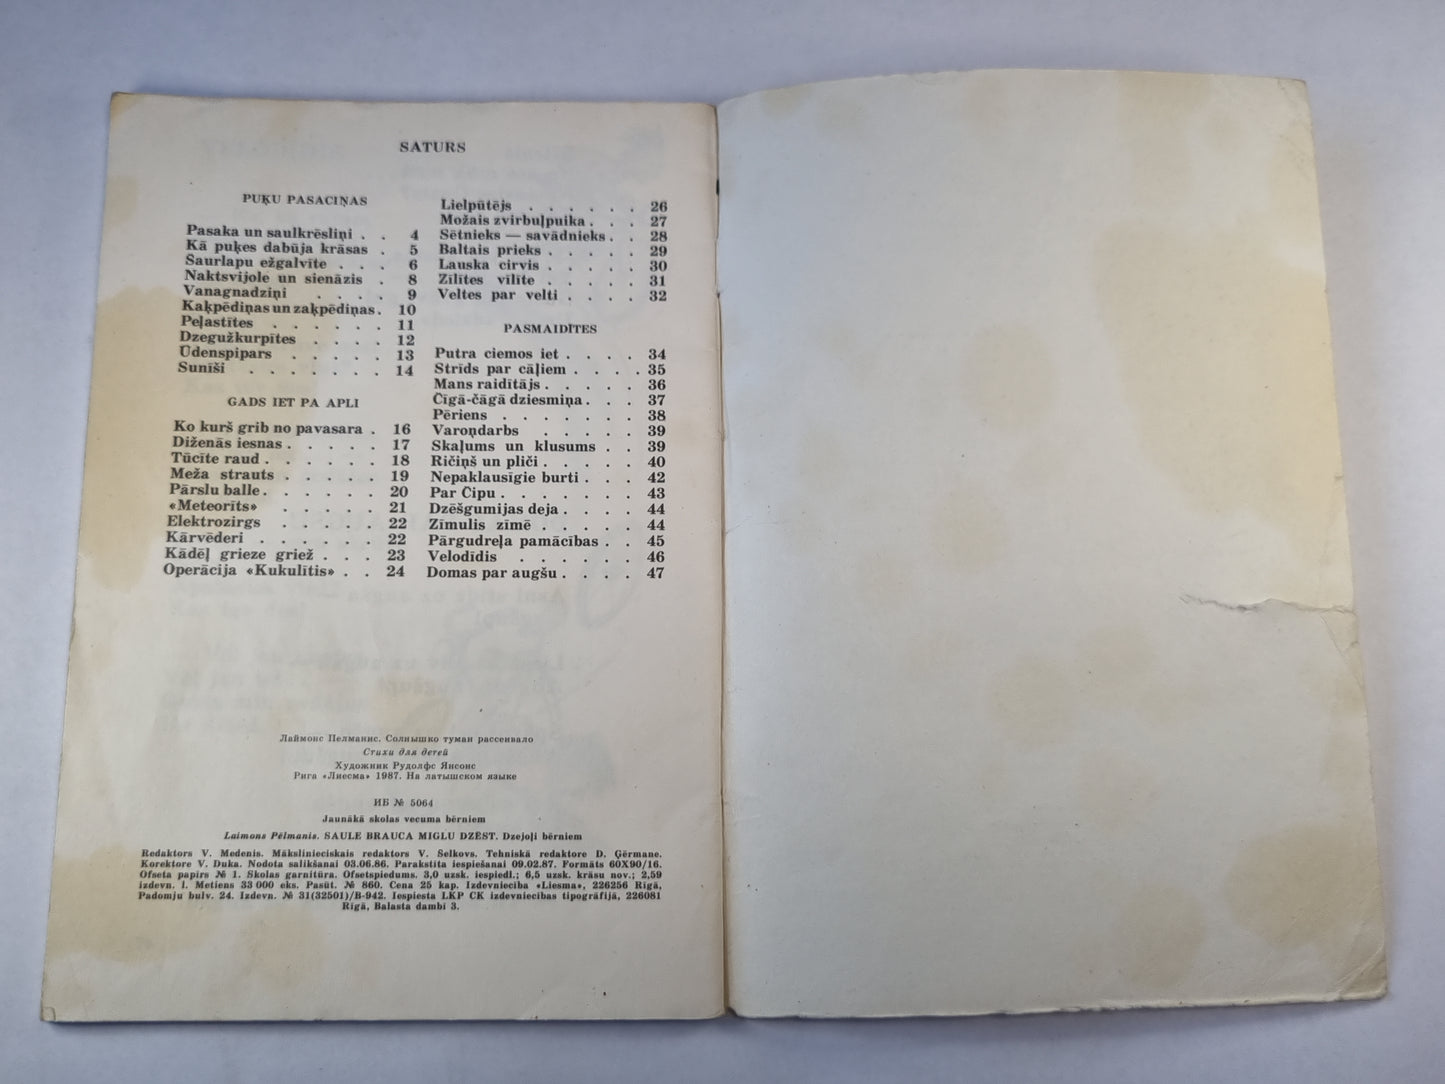 SATURS
PUĶU PASACIŅAS
Pasaka un saulkrēsliņi . . 4
Kā puķes dabūja krāsas . 5
Saurlapu ežgalvīte . . . 6
Naktsvijole un sienāzis . 8
Vanagnadziņi . . . . 9
Kaķpēdiņas un zaķpēdiņas . 10
Peļastītes . . . . . . 11
Dzegužkurpītes . . . . 12
Ūdenspipars . . . . . 13
Sunīši . . . . . . . 14
GADS IET PA APLI
Ko kurš grib no pavasara . 16
Diženās iesnas . . . . . 17
Tūcīte raud . . . . . . 18
Meža strauts . . . . . 19
Pārslu balle . . . . . . 20
«Meteorīts» . . . . . 21
Elektrozirgs . . . . . 22
Kārvēderi . . . . . . 22
Kādēļ grieze griež . . . 23
Operācija «Kukulītis» . . 24
Lielpūtējs . . . . . . 26
Možais zvirbuļpuika . . . 27
Sētnieks — savādnieks . . 28
Baltais prieks . . . . . 29
Lauska cirvis . . . . . 30
Zīlītes vīlīte . . . . . 31
Veltes par velti . . . . 32
PASMAIDĪTES
Putra ciemos iet . . . . 34
Strīds par cāļiem . . . . 35
Mans raidītājs . . . . . 36
Čīgā-čāgā dziesmiņa . . . 37
Pēriens . . . . . . . 38
Varoņdarbs . . . . . 39
Skaļums un klusums . . 39
Ričiņš un pliči . . . . . 40
Nepaklausīgie burti . . . 42
Par Čipu . . . . . . . 43
Dzēšgumijas deja . . . . 44
Zīmulis zīmē . . . . . 44
Pārgudreļa pamācības . . 45
Velodīdis . . . . . . 46
Domas par augšu . . . . 47
Лаймонс Пелманис. Солнышко туман рассеивало
Стихи для детей
Художник Рудолфс Янсонс
Рига «Лиесма» 1987. На латышском языке
ИБ № 5064
Jaunākā skolas vecuma bērniem
Laimons Pēlmanis. SAULE BRAUCA MIGLU DZĒST. Dzejoļi bērniem
Redaktors V. Medenis. Mākslinieciskais redaktors V. Selkovs. Tehniskā redaktore D. Ģērmane.
Korektore V. Duka. Nodota salikšanai 03.06.86. Parakstīta iespiešanai 09.02.87. Formāts 60X90/16.
Ofseta papīrs № 1. Skolas garnitūra. Ofsetspiedums. 3,0 uzsk. iespiedl.; 6,5 uzsk. krāsu nov.; 2,59
izdevn. l. Metiens 33 000 eks. Pasūt. № 860. Cena 25 kap. Izdevniecība «Liesma», 226256 Rīgā,
Padomju bulv. 24. Izdevn. № 31(32501)/B-942. Iespiesta LKP CK izdevniecības tipogrāfijā, 226081
Rīgā, Balasta dambī 3.